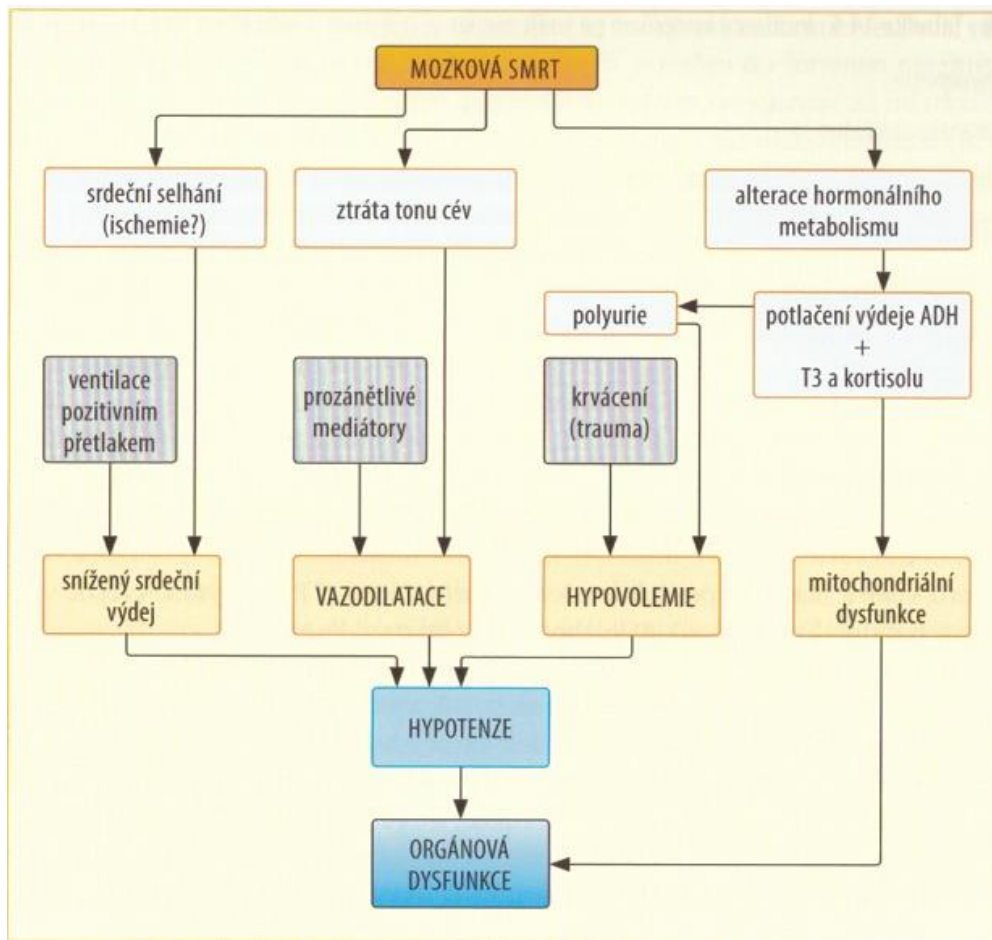 MOZKOVÁ SMRT
srdeční selhání
(ischemie?)
ztráta tonu cév
alterace hormonálního
metabolismu
polyurie
potlačení výdeje ADH
+
T3 a kortisolu
ventilace
pozitivním
přetlakem
prozánětlivé
mediátory
krvácení
(trauma)
snížený srdeční
výdej
VAZODILATACE
HYPOVOLEMIE
mitochondriální
dysfunkce
HYPOTENZE
ORGÁNOVÁ
DYSFUNKCE